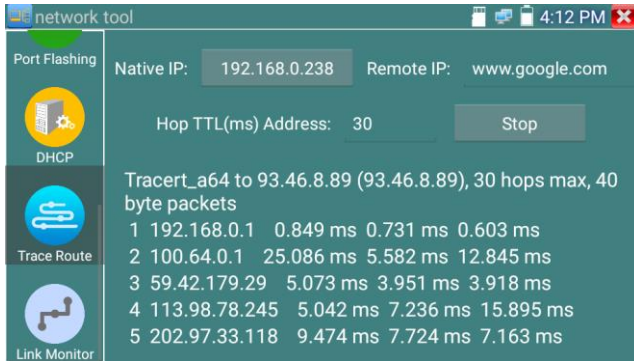 network tool
4:12 PM
Port Flashing
DHCP
Trace Route
Link Monitor
Native IP: 192.168.0.238 Remote IP: www.google.com
Hop TTL(ms) Address: 30 Stop
Tracert_a64 to 93.46.8.89 (93.46.8.89), 30 hops max, 40
byte packets
1 192.168.0.1 0.849 ms 0.731 ms 0.603 ms
2 100.64.0.1 25.086 ms 5.582 ms 12.845 ms
3 59.42.179.29 5.073 ms 3.951 ms 3.918 ms
4 113.98.78.245 5.042 ms 7.236 ms 15.895 ms
5 202.97.33.118 9.474 ms 7.724 ms 7.163 ms